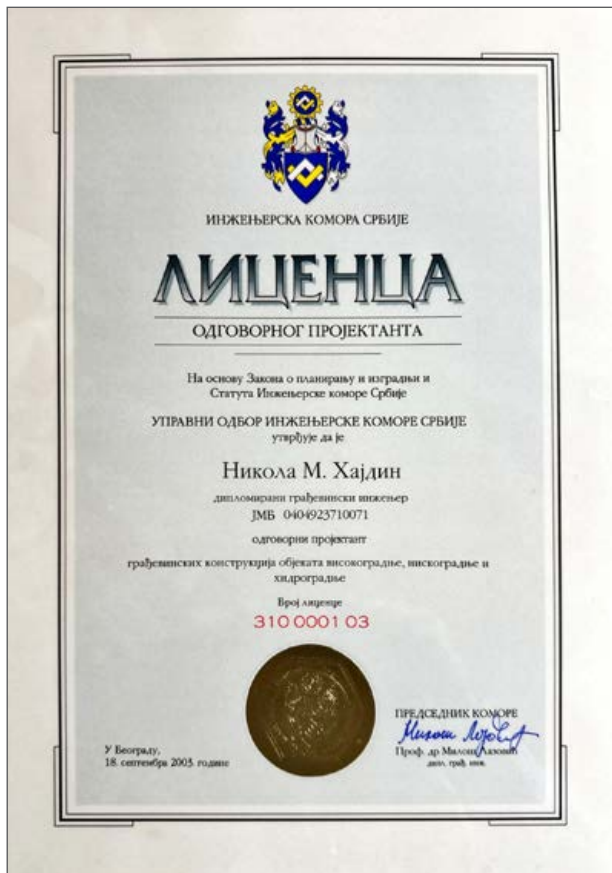 ИНЖЕЊЕРСКА КОМОРА СРБИЈЕ
ЛИЦЕНЦА
ОДГОВОРНОГ ПРОЈЕКТАНТА
На основу Закона о планирању и изградњи и
Статута Инжењерске коморе Србије
УПРАВНИ ОДБОР ИНЖЕЊЕРСКЕ КОМОРЕ СРБИЈЕ
утврђује да је
Никола М. Хајдин
дипломирани грађевински инжењер
ЈМБ 0404923710071
одговорни пројектант
грађевинских конструкција објеката високоградње, нискоградње и
хидроградње
Број лиценце
310 0001 03
У Београду,
18. септембра 2003. године
ПРЕДСЕДНИК КОМОРЕ
Милош Лазовић
Проф. др Милош Лазовић
дипл. грађ. инж.